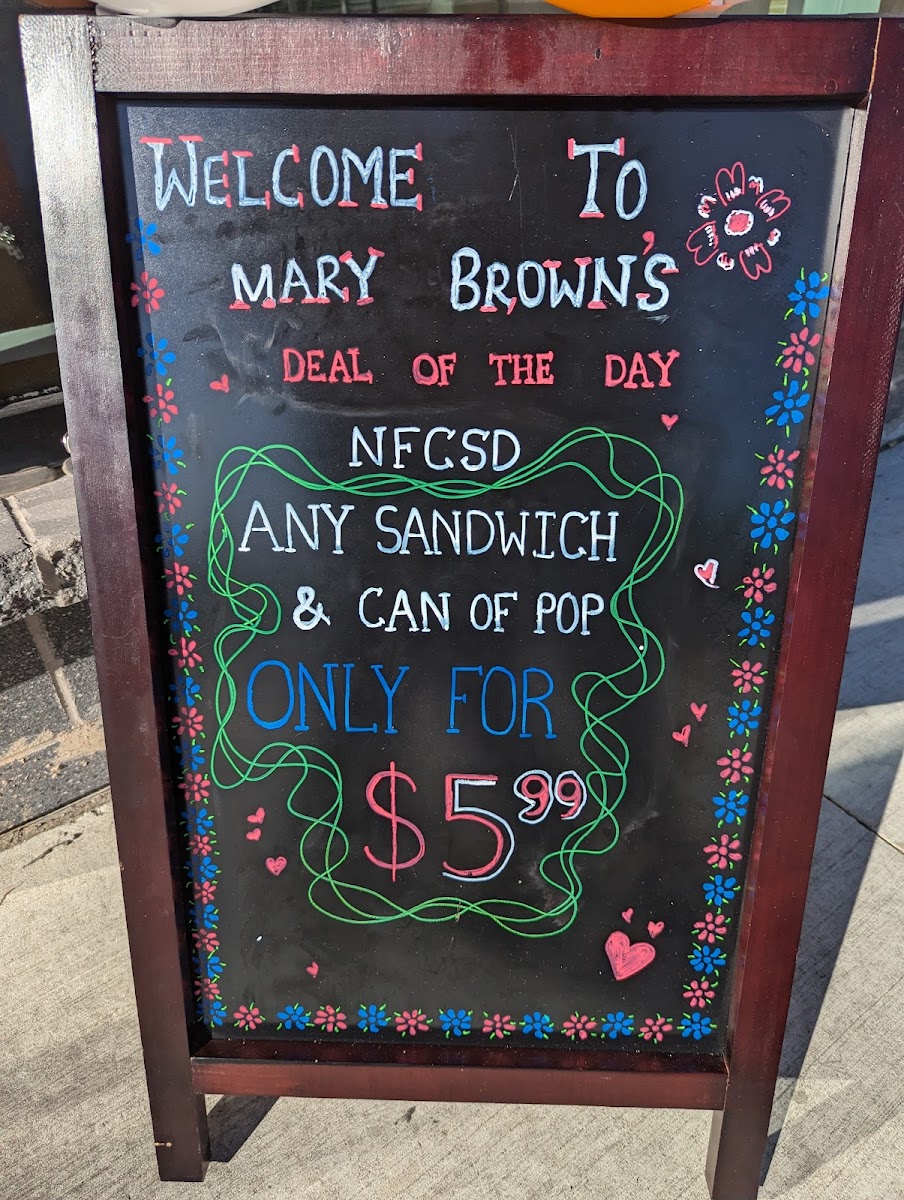 WELCOME TO
MARY BROWN'S
DEAL OF THE DAY
NFCSD
ANY SANDWICH
& CAN OF POP
ONLY FOR
$5.99